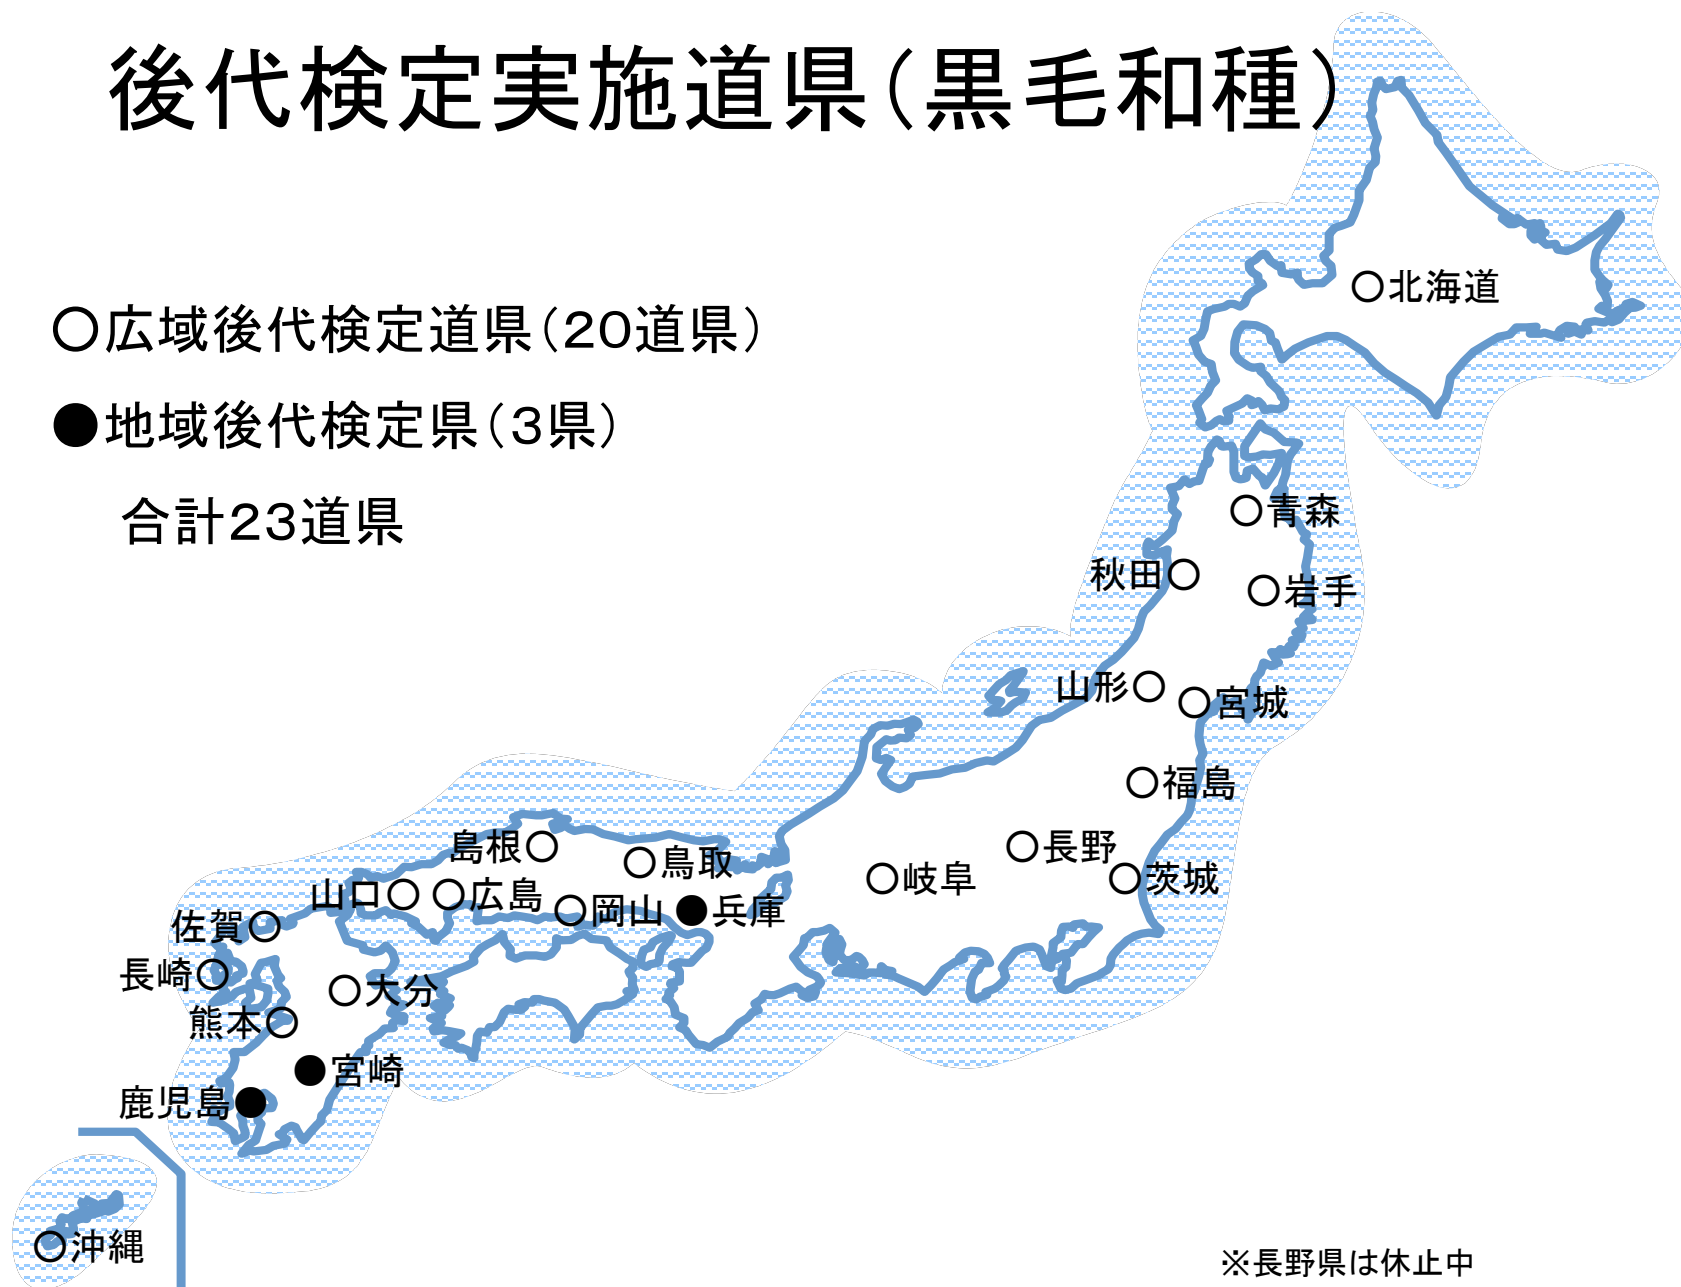 後代検定実施道県（黒毛和種）
○広域後代検定道県（２０道県）
●地域後代検定県（３県）
合計２３道県
○北海道
○青森
秋田○
○岩手
山形○
○宮城
○福島
島根○
○鳥取
○長野
○岐阜
○茨城
山口○
○広島
○岡山
●兵庫
佐賀○
長崎○
○大分
熊本○
●宮崎
鹿児島●
○沖縄
※長野県は休止中